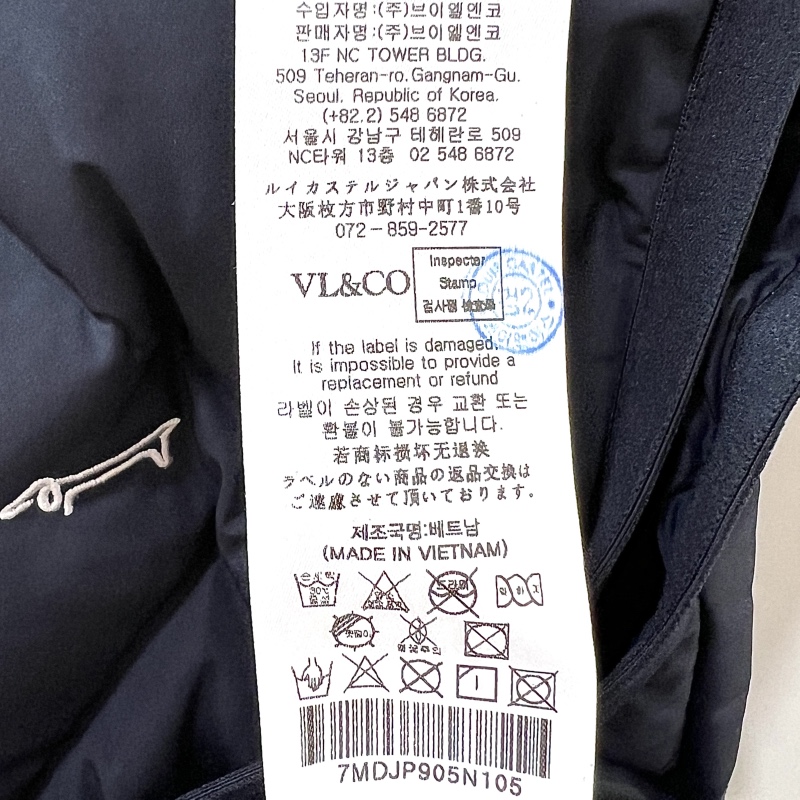 수입자명:(주)브이엘엔코
판매자명:(주)브이엘엔코
13F NC TOWER BLDG.
509 Teheran-ro. Gangnam-Gu.
Seoul. Republic of Korea.
(+82.2) 548 6872
서울시 강남구 테헤란로 509
NC타워 13층 02 548 6872
ルイカステルジャパン株式会社
大阪枚方市野村中町1番10号
072-859-2577
VL&CO
Inspector
Stamp
검사필 検査畢
If the label is damaged.
It is impossible to provide a
replacement or refund
라벨이 손상된 경우 교환 또는
환불이 불가능합니다.
若商标损坏无退换
ラベルのない商品の返品交換は
ご遠慮させて頂いております。
제조국명:베트남
(MADE IN VIETNAM)
드라이
7MDJP905N105